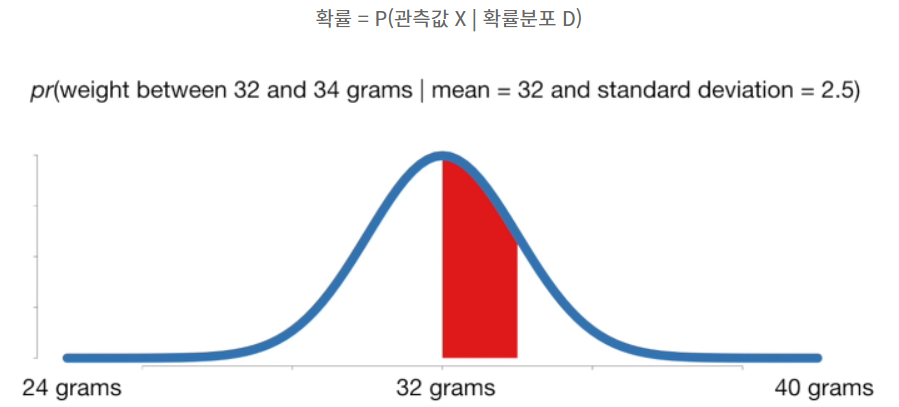 확률 = P(관측값 X | 확률분포 D)
pr(weight between 32 and 34 grams | mean = 32 and standard deviation = 2.5)
24 grams
32 grams
40 grams